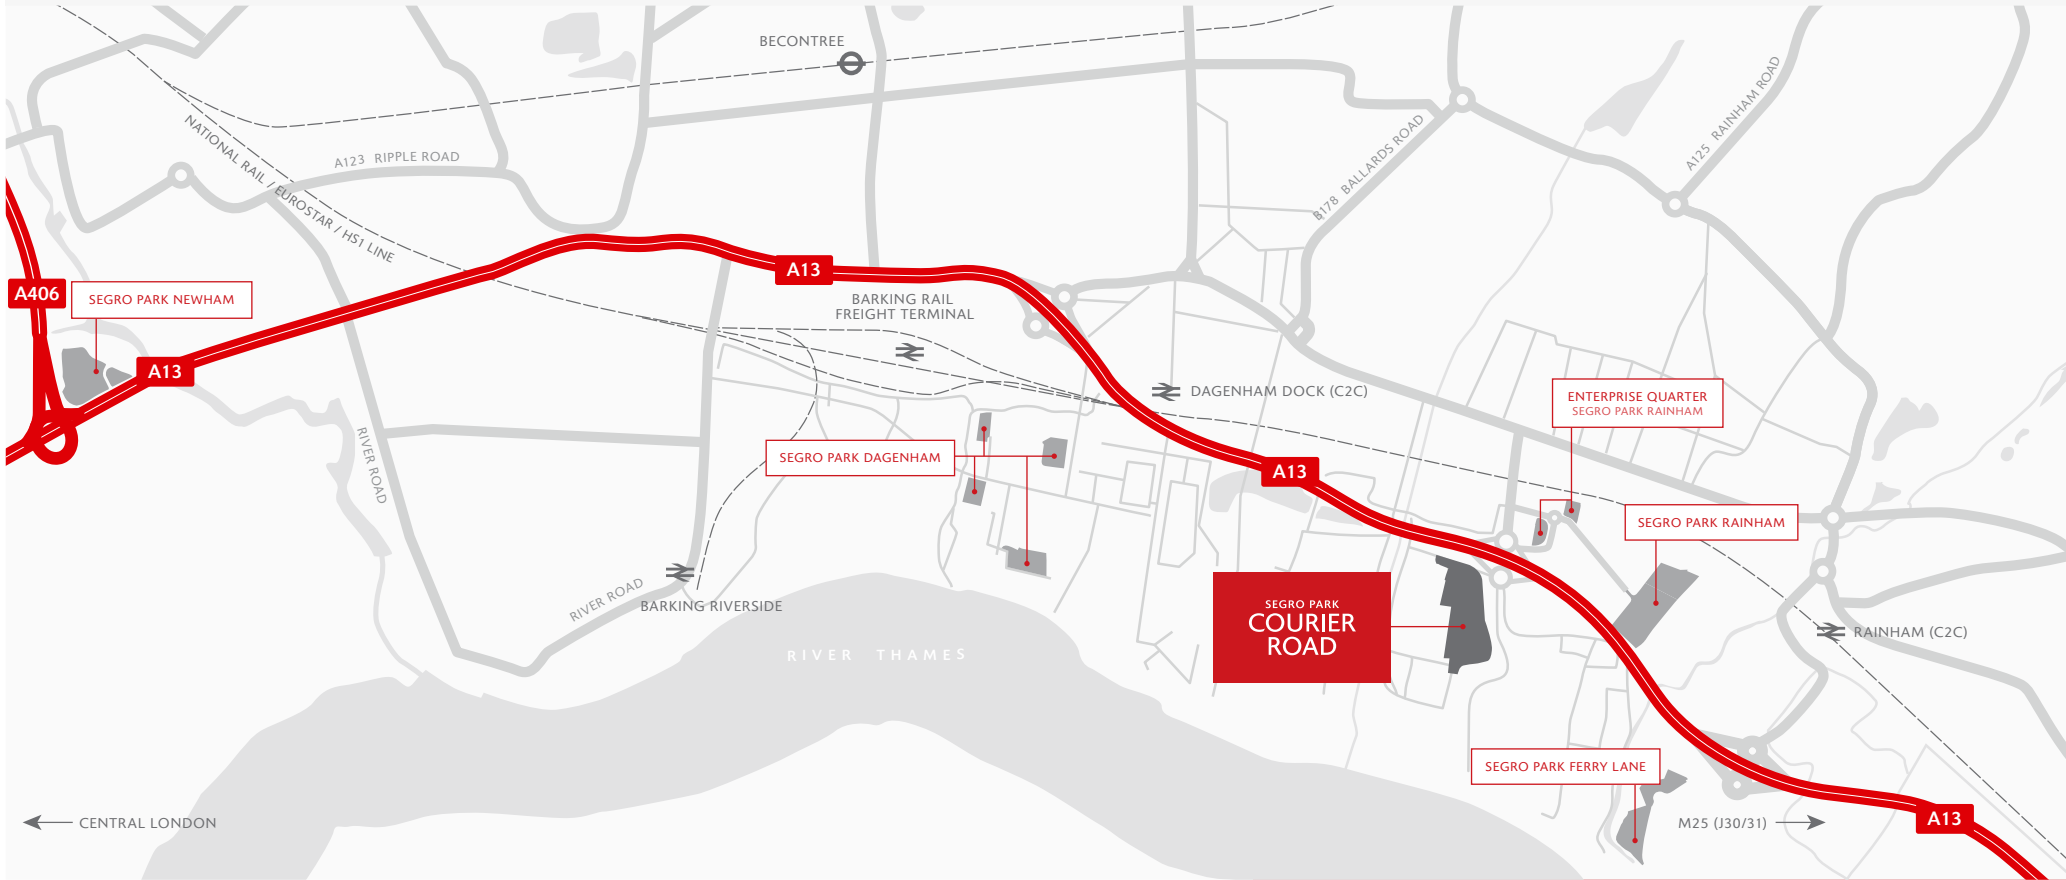 BECONTREE
NATIONAL RAIL / EUROSTAR / HS1 LINE
A123 RIPPLE ROAD
B178 BALLARDS ROAD
A125 RAINHAM ROAD
A406
SEGRO PARK NEWHAM
A13
A13
BARKING RAIL
FREIGHT TERMINAL
DAGENHAM DOCK (C2C)
ENTERPRISE QUARTER
SEGRO PARK RAINHAM
RIVER ROAD
SEGRO PARK DAGENHAM
A13
SEGRO PARK RAINHAM
RIVER ROAD
BARKING RIVERSIDE
SEGRO PARK
COURIER
ROAD
RAINHAM (C2C)
RIVER THAMES
SEGRO PARK FERRY LANE
CENTRAL LONDON
M25 (J30/31)
A13